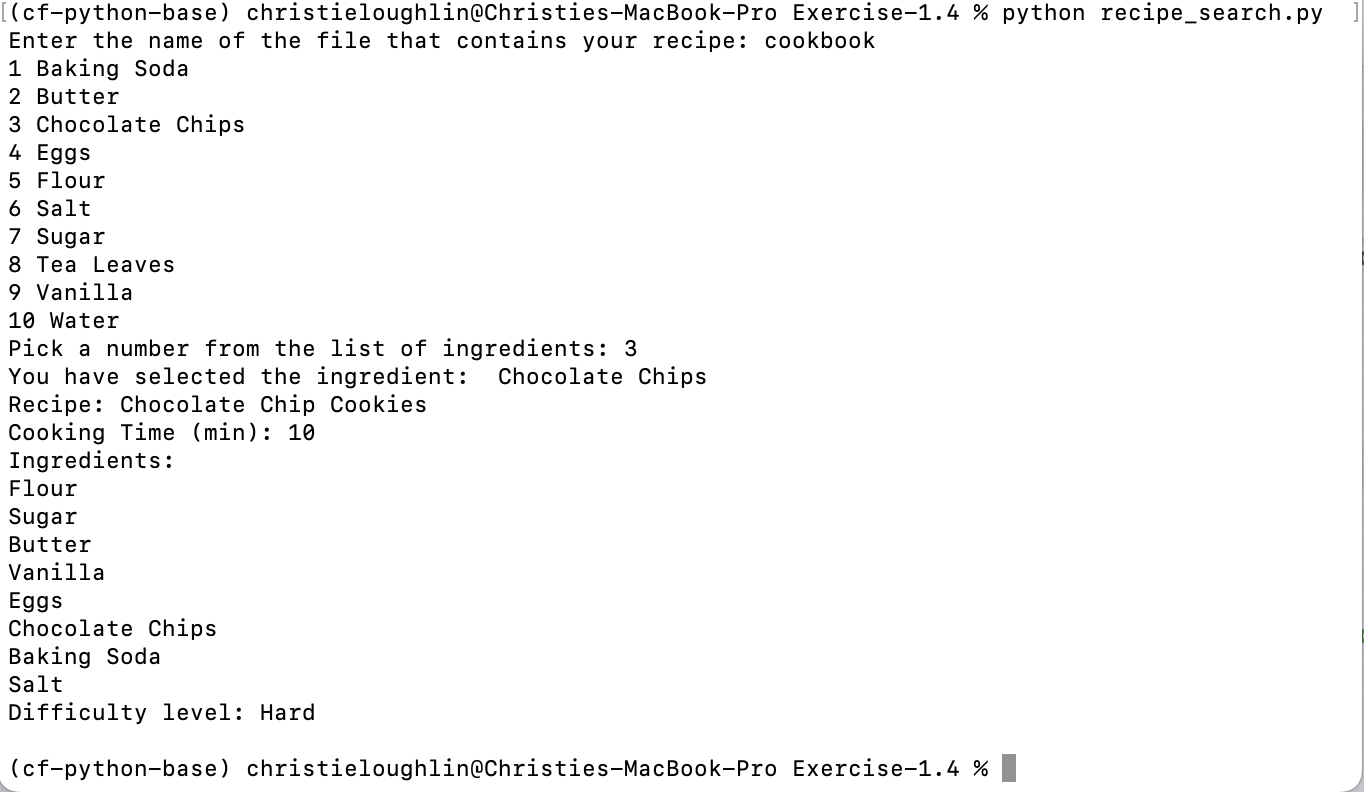 [(cf-python-base) christieloughlin@Christies-MacBook-Pro Exercise-1.4 % python recipe_search.py ]
Enter the name of the file that contains your recipe: cookbook
1 Baking Soda
2 Butter
3 Chocolate Chips
4 Eggs
5 Flour
6 Salt
7 Sugar
8 Tea Leaves
9 Vanilla
10 Water
Pick a number from the list of ingredients: 3
You have selected the ingredient:  Chocolate Chips
Recipe: Chocolate Chip Cookies
Cooking Time (min): 10
Ingredients:
Flour
Sugar
Butter
Vanilla
Eggs
Chocolate Chips
Baking Soda
Salt
Difficulty level: Hard
(cf-python-base) christieloughlin@Christies-MacBook-Pro Exercise-1.4 %